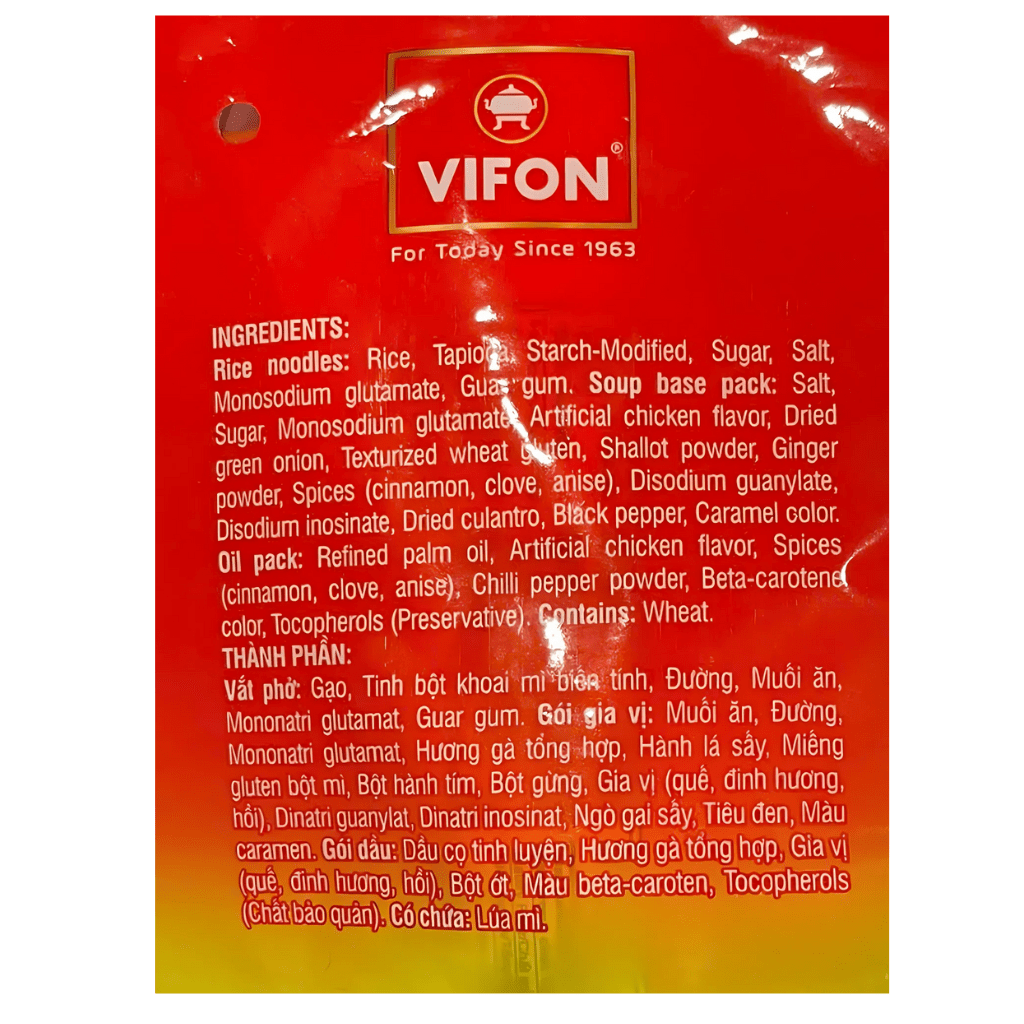 VIFON®
For Today Since 1963
INGREDIENTS:
Rice noodles: Rice, Tapioca Starch-Modified, Sugar, Salt,
Monosodium glutamate, Guar gum. Soup base pack: Salt,
Sugar, Monosodium glutamate, Artificial chicken flavor, Dried
green onion, Texturized wheat gluten, Shallot powder, Ginger
powder, Spices (cinnamon, clove, anise), Disodium guanylate,
Disodium inosinate, Dried culantro, Black pepper, Caramel color.
Oil pack: Refined palm oil, Artificial chicken flavor, Spices
(cinnamon, clove, anise), Chilli pepper powder, Beta-carotene
color, Tocopherols (Preservative). Contains: Wheat.
THÀNH PHẦN:
Vắt phở: Gạo, Tinh bột khoai mì biến tính, Đường, Muối ăn,
Mononatri glutamat, Guar gum. Gói gia vị: Muối ăn, Đường,
Mononatri glutamat, Hương gà tổng hợp, Hành lá sấy, Miếng
gluten bột mì, Bột hành tím, Bột gừng, Gia vị (quế, đinh hương,
hồi), Dinatri guanylat, Dinatri inosinat, Ngò gai sấy, Tiêu đen, Màu
caramen. Gói dầu: Dầu cọ tinh luyện, Hương gà tổng hợp, Gia vị
(quế, đinh hương, hồi), Bột ớt, Màu beta-caroten, Tocopherols
(Chất bảo quản). Có chứa: Lúa mì.